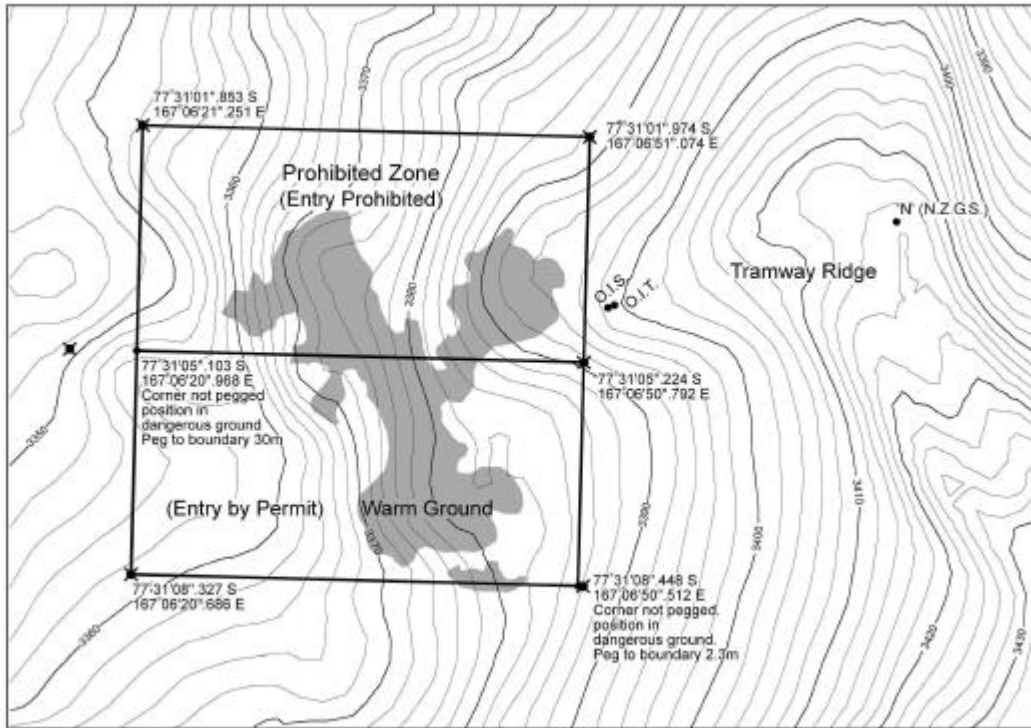 3370
3400
3390
77°31'01".853 S
167°06'21".251 E
77°31'01".974 S
167°06'51".074 E
Prohibited Zone
(Entry Prohibited)
3360
'N' (N.Z.G.S.)
Tramway Ridge
O.I.S.
O.I.T.
3380
77°31'05".103 S
167°06'20".968 E
Corner not pegged
position in
dangerous ground
Peg to boundary 30m
77°31'05".224 S
167°06'50".792 E
3350
(Entry by Permit)
Warm Ground
3370
3390
3400
3410
77°31'08".327 S
167°06'20".686 E
77°31'08".448 S
167°06'50".512 E
Corner not pegged.
position in
dangerous ground.
Peg to boundary 2.3m
3360
3420
3430